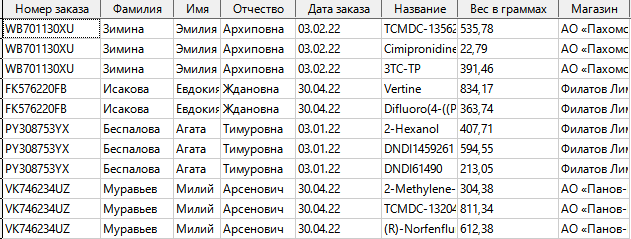 Номер заказа Фамилия Имя Отчество Дата заказа Название Вес в граммах Магазин
WB701130XU Зимина Эмилия Архиповна 03.02.22 TCMDC-1356 535,78 АО «Пахомс
WB701130XU Зимина Эмилия Архиповна 03.02.22 Cimipronidine 22,79 АО «Пахомс
WB701130XU Зимина Эмилия Архиповна 03.02.22 3TC-TP 391,46 АО «Пахомс
FK576220FB Исакова Евдокия Ждановна 30.04.22 Vertine 834,17 Филатов Лим
FK576220FB Исакова Евдокия Ждановна 30.04.22 Difluoro(4-((P 363,74 Филатов Лим
PY308753YX Беспалова Агата Тимуровна 03.01.22 2-Hexanol 407,71 Филатов Лим
PY308753YX Беспалова Агата Тимуровна 03.01.22 DNDI1459261 594,55 Филатов Лим
PY308753YX Беспалова Агата Тимуровна 03.01.22 DNDI61490 213,05 Филатов Лим
VK746234UZ Муравьев Милий Арсенович 30.04.22 2-Methylene- 304,38 АО «Панов-
VK746234UZ Муравьев Милий Арсенович 30.04.22 TCMDC-13204 811,34 АО «Панов-
VK746234UZ Муравьев Милий Арсенович 30.04.22 (R)-Norfenflu 612,38 АО «Панов-